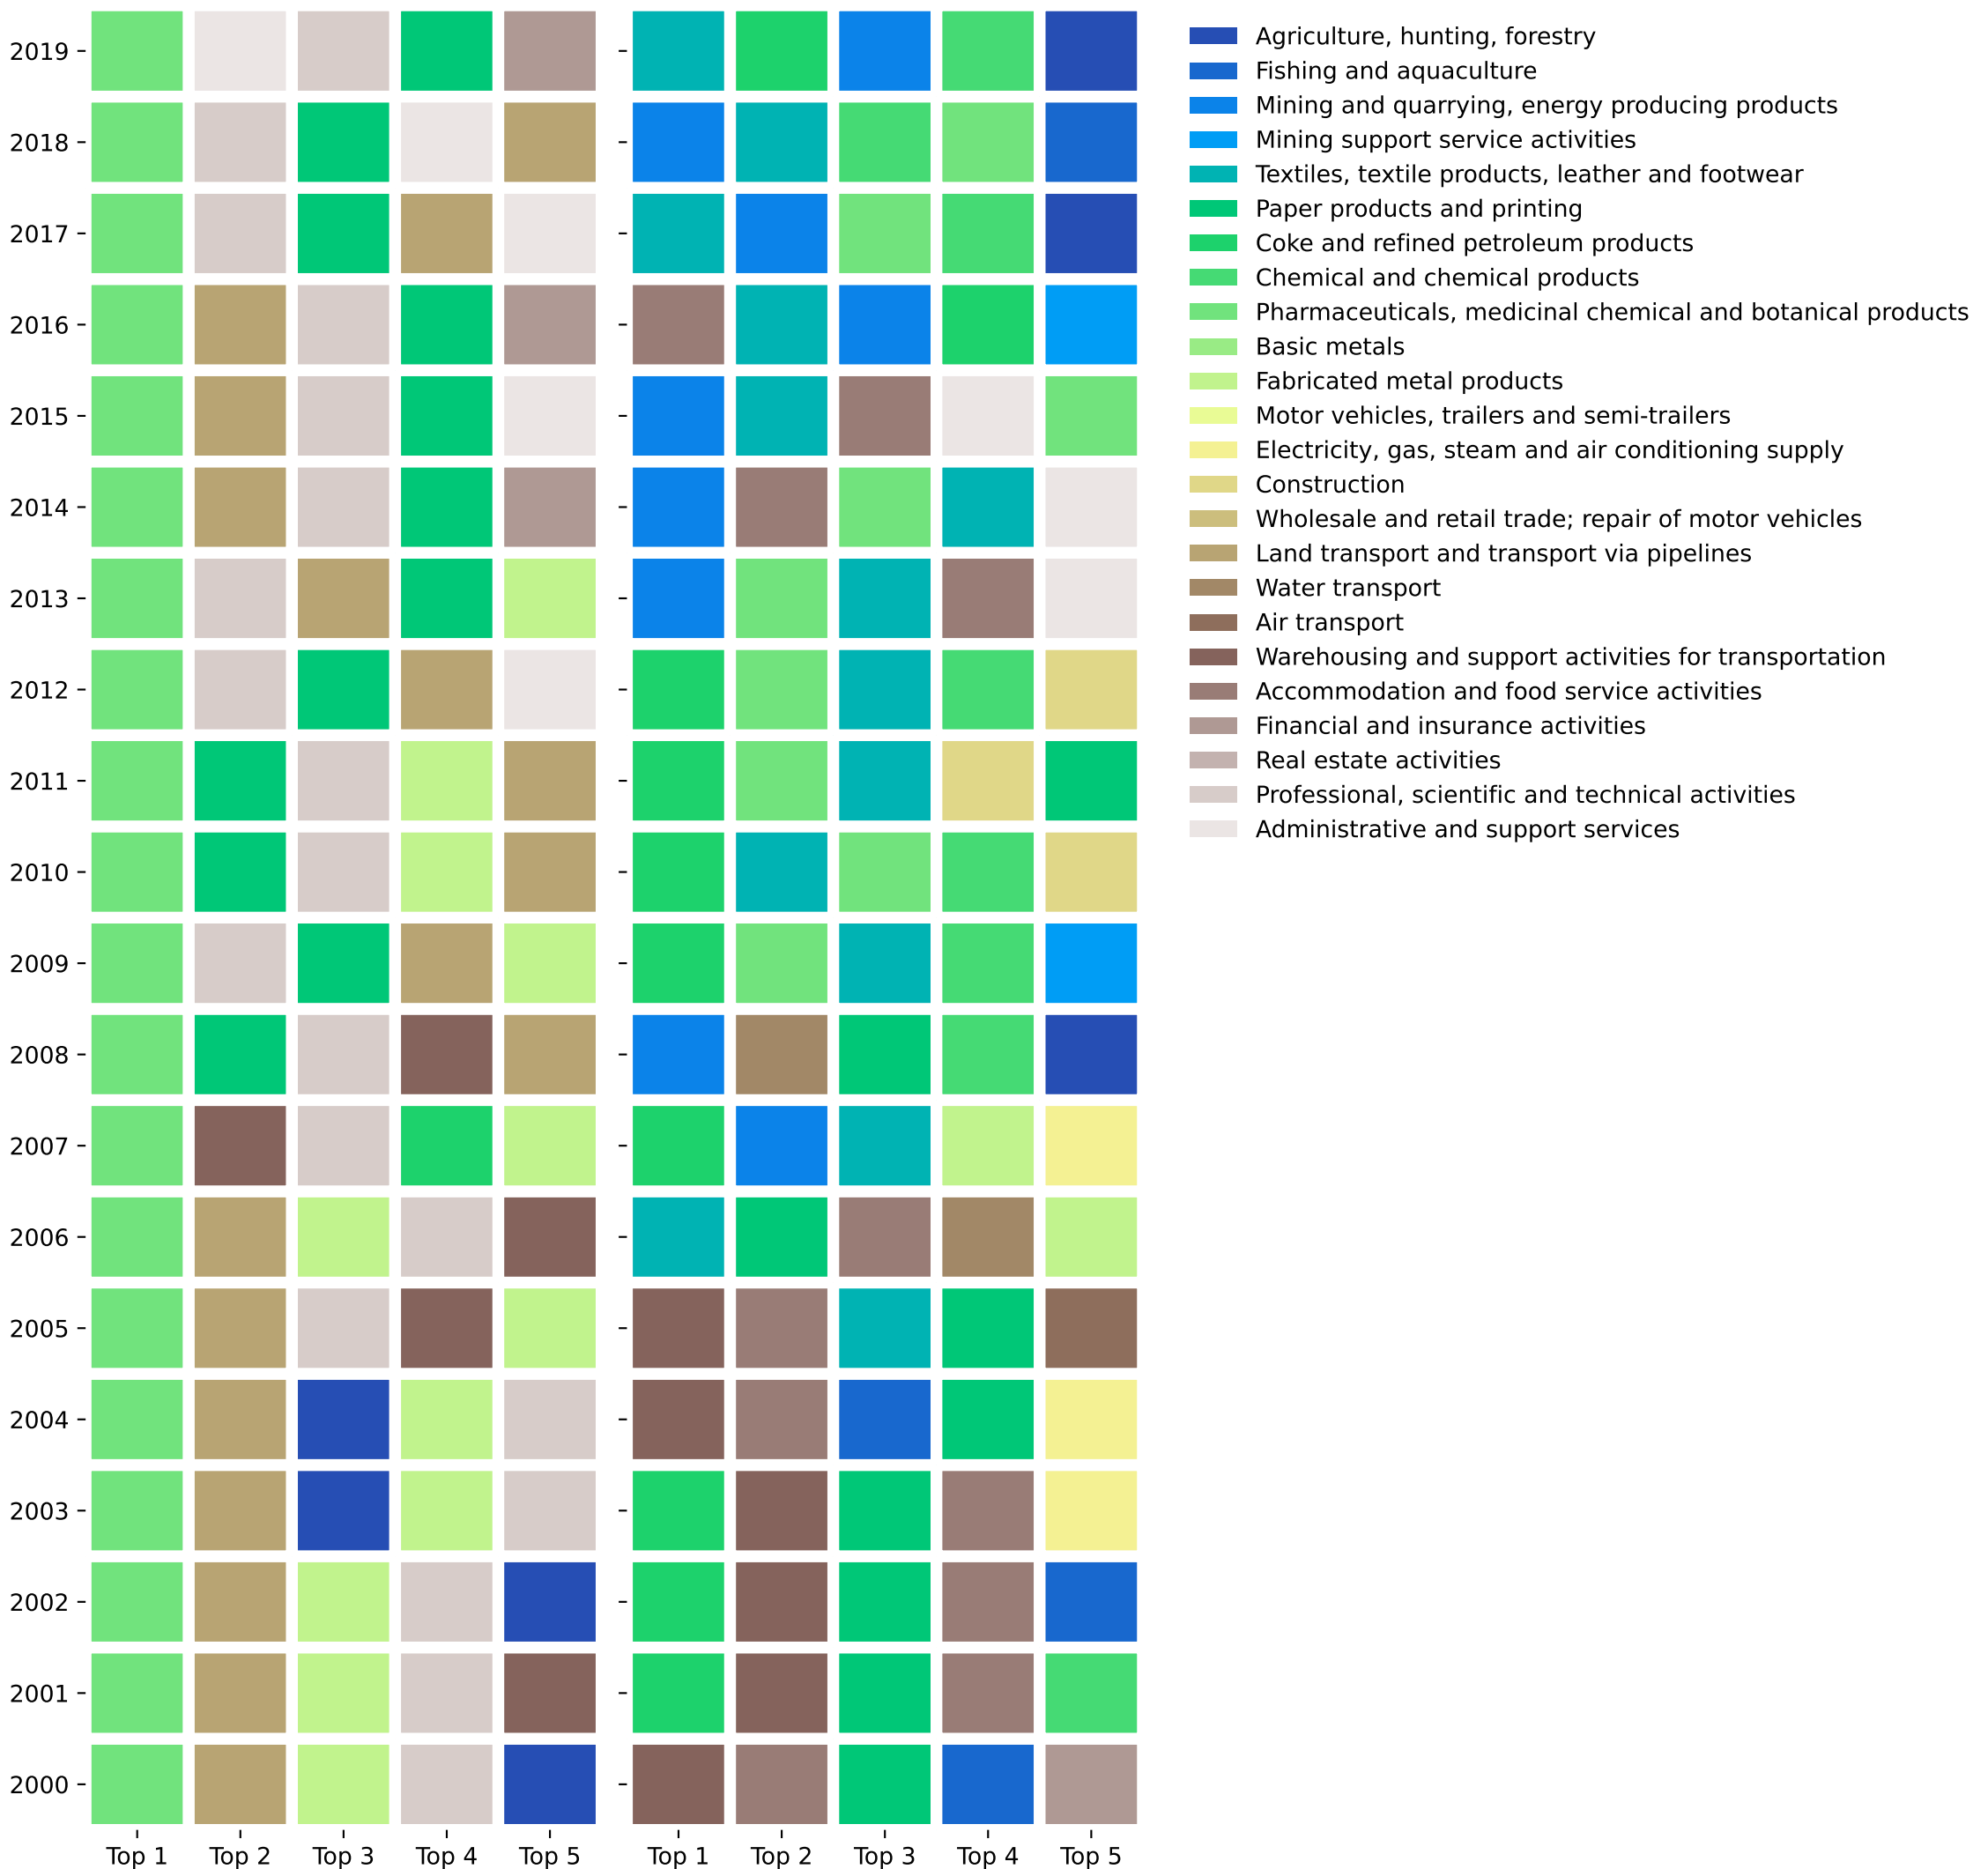 2019
2018
2017
2016
2015
2014
2013
2012
2011
2010
2009
2008
2007
2006
2005
2004
2003
2002
2001
2000
Top 1 Top 2 Top 3 Top 4 Top 5
Top 1 Top 2 Top 3 Top 4 Top 5
Agriculture, hunting, forestry
Fishing and aquaculture
Mining and quarrying, energy producing products
Mining support service activities
Textiles, textile products, leather and footwear
Paper products and printing
Coke and refined petroleum products
Chemical and chemical products
Pharmaceuticals, medicinal chemical and botanical products
Basic metals
Fabricated metal products
Motor vehicles, trailers and semi-trailers
Electricity, gas, steam and air conditioning supply
Construction
Wholesale and retail trade; repair of motor vehicles
Land transport and transport via pipelines
Water transport
Air transport
Warehousing and support activities for transportation
Accommodation and food service activities
Financial and insurance activities
Real estate activities
Professional, scientific and technical activities
Administrative and support services